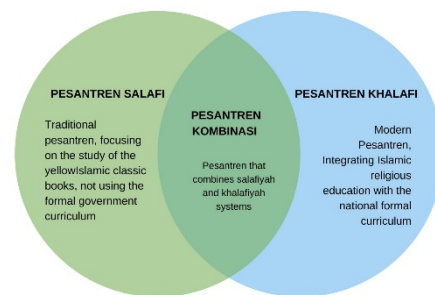 PESANTREN SALAFI
Traditional
pesantren, focusing
on the study of the
yellowIslamic classic
books, not using the
formal government
curriculum
PESANTREN
KOMBINASI
Pesantren that
combines salafiyah
and khalafiyah
systems
PESANTREN KHALAFI
Modern
Pesantren,
Integrating Islamic
religious
education with the
national formal
curriculum